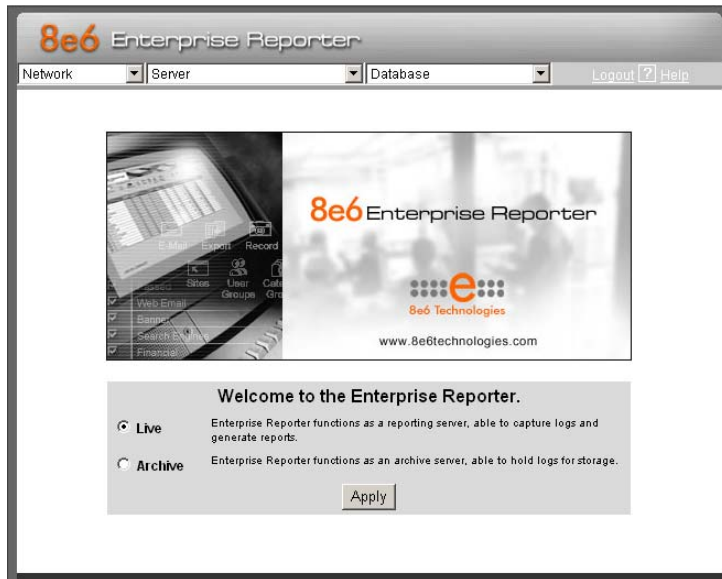 8e6 Enterprise Reporter
Network Server Database Logout ? Help
E-Mail Export Record
Sites User Groups
Web Email
Banner
Search Engines
Financial
8e6 Enterprise Reporter
e
8e6 Technologies
www.8e6technologies.com
Welcome to the Enterprise Reporter.
Live Enterprise Reporter functions as a reporting server, able to capture logs and
generate reports.
Archive Enterprise Reporter functions as an archive server, able to hold logs for storage.
Apply